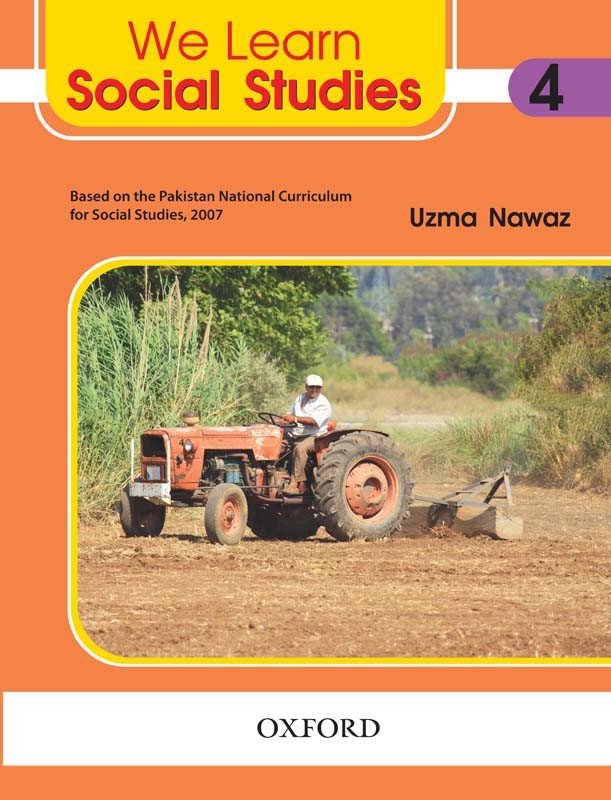 We Learn
Social Studies
4
Based on the Pakistan National Curriculum
for Social Studies, 2007
Uzma Nawaz
OXFORD